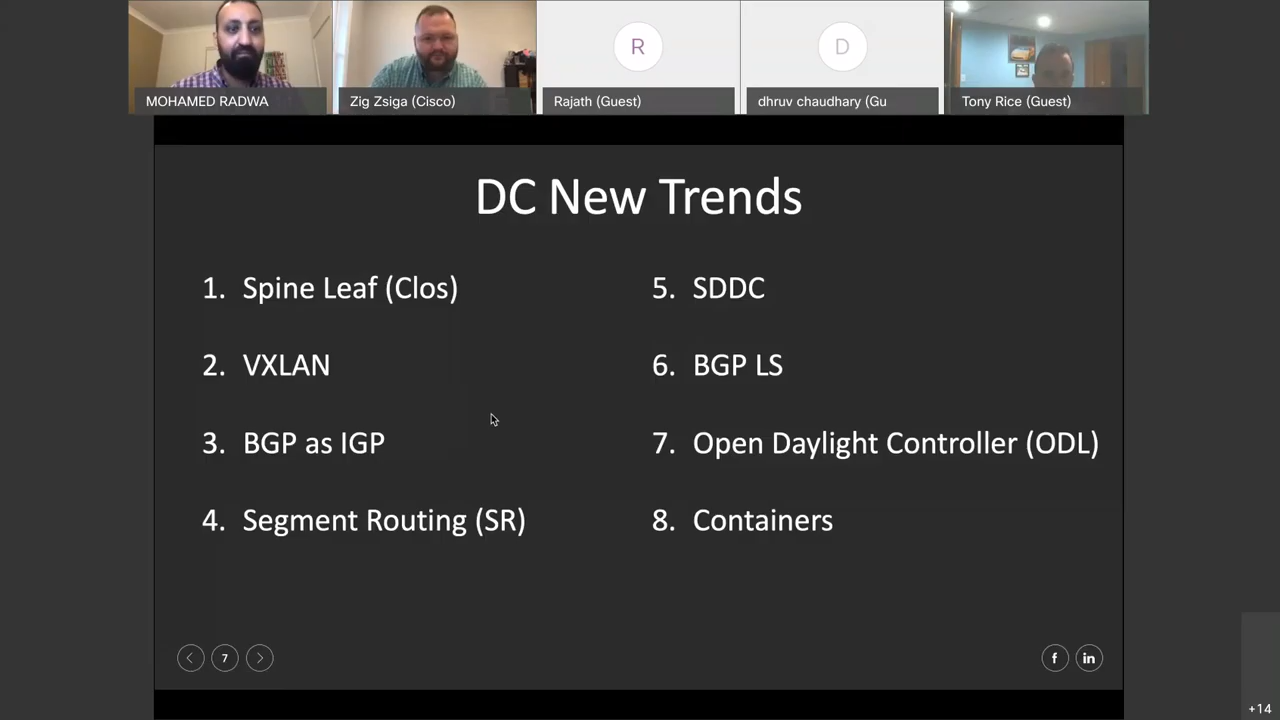 R
D
MOHAMED RADWA
Zig Zsiga (Cisco)
Rajath (Guest)
dhruv chaudhary (Gu
Tony Rice (Guest)
DC New Trends
1. Spine Leaf (Clos)
2. VXLAN
3. BGP as IGP
4. Segment Routing (SR)
5. SDDC
6. BGP LS
7. Open Daylight Controller (ODL)
8. Containers
7
f
in
+14